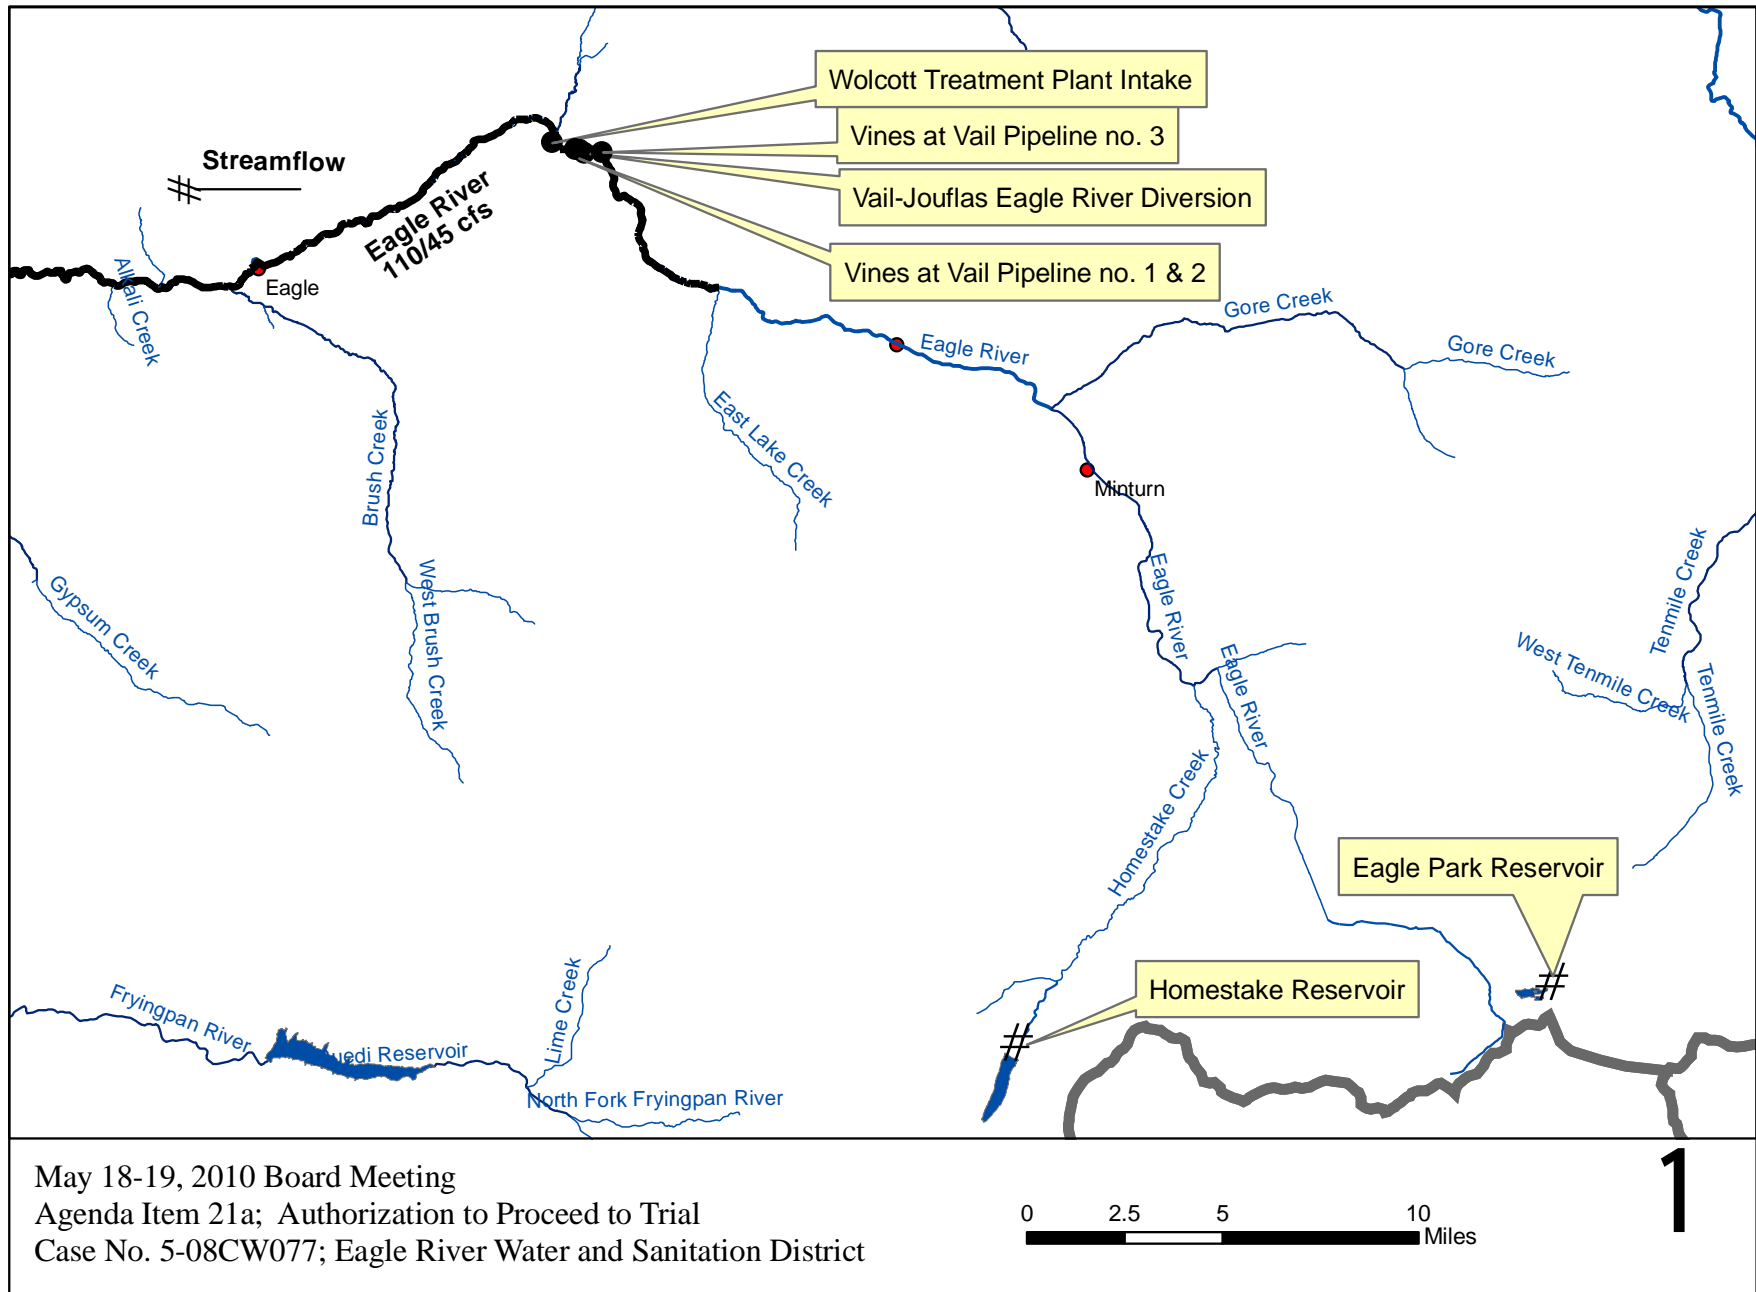 Wolcott Treatment Plant Intake
Vines at Vail Pipeline no. 3
Streamflow
Vail-Jouflas Eagle River Diversion
Eagle River
110/45 cfs
Vines at Vail Pipeline no. 1 & 2
Alkali Creek
Eagle
Gore Creek
Eagle River
Gore Creek
Brush Creek
East Lake Creek
Minturn
Gypsum Creek
West Brush Creek
Eagle River
Eagle River
Tenmile Creek
West Tenmile Creek
Tenmile Creek
Homestake Creek
Eagle Park Reservoir
Homestake Reservoir
Fryingpan River
uedi Reservoir
Lime Creek
North Fork Fryingpan River
May 18-19, 2010 Board Meeting
Agenda Item 21a; Authorization to Proceed to Trial
Case No. 5-08CW077; Eagle River Water and Sanitation District
0 2.5 5 10
Miles
1